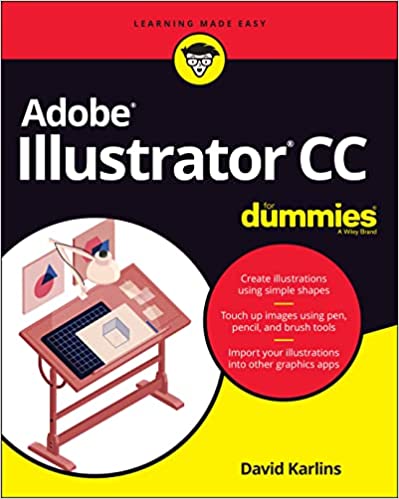 LEARNING MADE EASY
Adobe®
Illustrator® CC
for
dummies®
A Wiley Brand
Create illustrations
using simple shapes
Touch up images using pen,
pencil, and brush tools
Import your illustrations
into other graphics apps
David Karlins